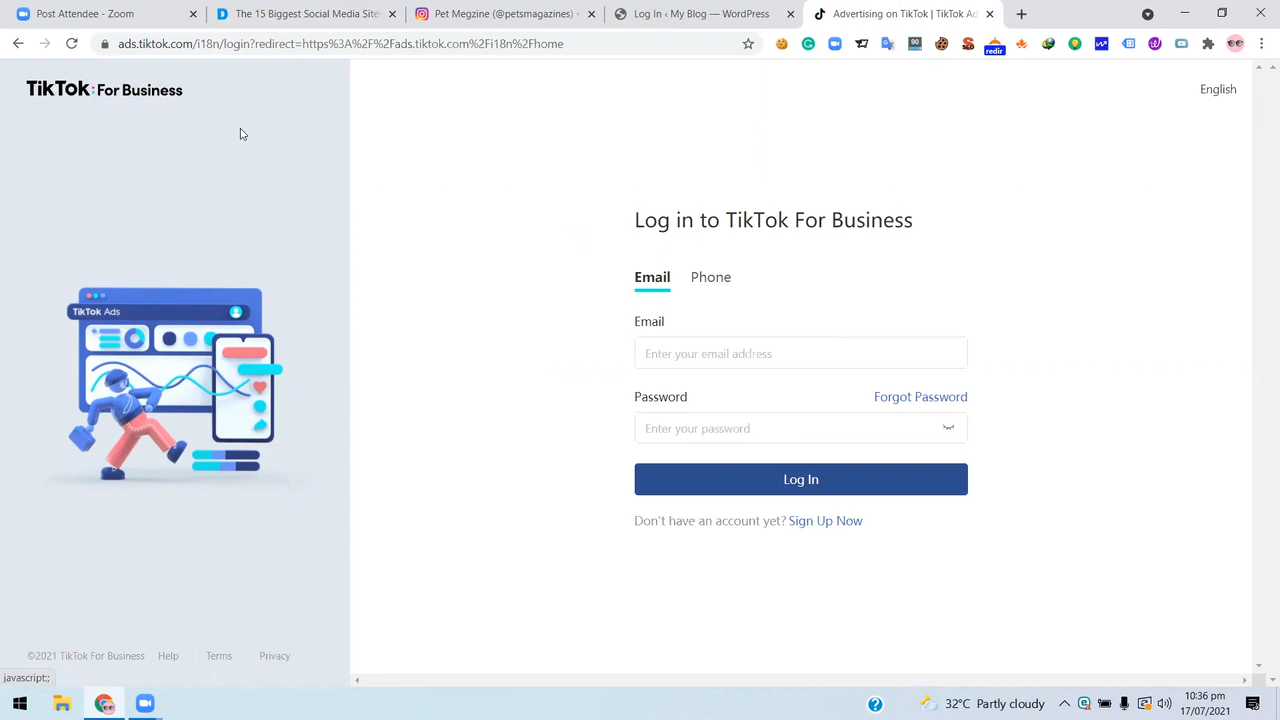 Post Attendee - Zoom
The 15 Biggest Social Media Site
Pet Megzine (@petsmagazines) •
Log In ‹ My Blog — WordPress
Advertising on TikTok | TikTok Ad
ads.tiktok.com/i18n/login?redirect=https%3A%2F%2Fads.tiktok.com%2Fi18n%2Fhome
90
redir
TikTok: For Business
English
Log in to TikTok For Business
Email Phone
Email
Enter your email address
Password Forgot Password
Enter your password
Log In
Don't have an account yet? Sign Up Now
TikTok Ads
©2021 TikTok For Business Help Terms Privacy
javascript:;
32°C Partly cloudy
10:36 pm
17/07/2021